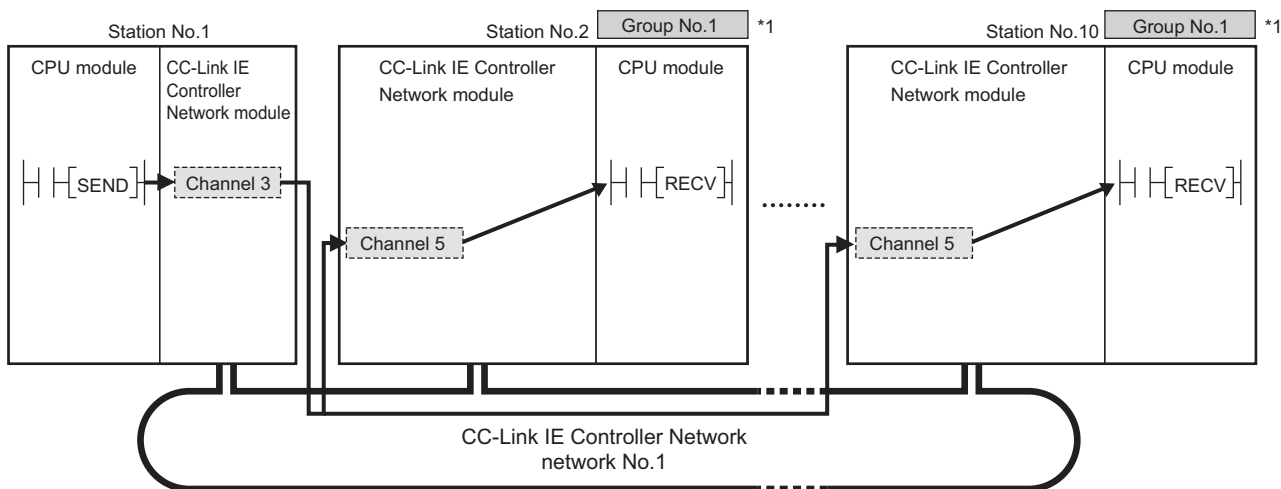 Station No.1
CPU module
CC-Link IE
Controller
Network module
SEND
Channel 3
Station No.2
Group No.1
*1
CC-Link IE Controller
Network module
CPU module
Channel 5
RECV
Station No.10
Group No.1
*1
CC-Link IE Controller
Network module
CPU module
Channel 5
RECV
CC-Link IE Controller Network
network No.1